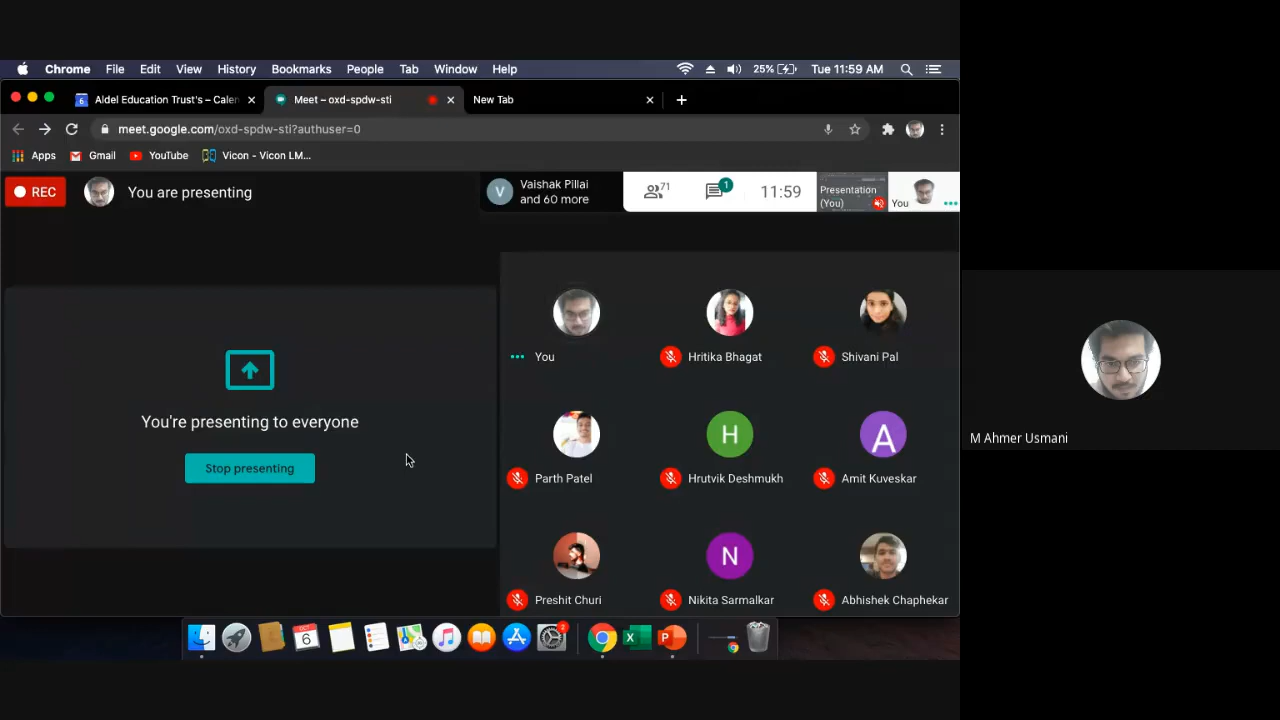 Chrome File Edit View History Bookmarks People Tab Window Help 25% Tue 11:59 AM
6 Aldel Education Trust's – Calen Meet – oxd-spdw-sti New Tab
meet.google.com/oxd-spdw-sti?authuser=0
Apps Gmail YouTube Vicon - Vicon LM...
REC You are presenting
V Vaishak Pillai and 60 more
71 1 11:59
Presentation (You) You
You Hritika Bhagat Shivani Pal
You're presenting to everyone
Stop presenting
H A
Parth Patel Hrutvik Deshmukh Amit Kuveskar
N
Preshit Churi Nikita Sarmalkar Abhishek Chaphekar
M Ahmer Usmani
OCT 6 2 X P